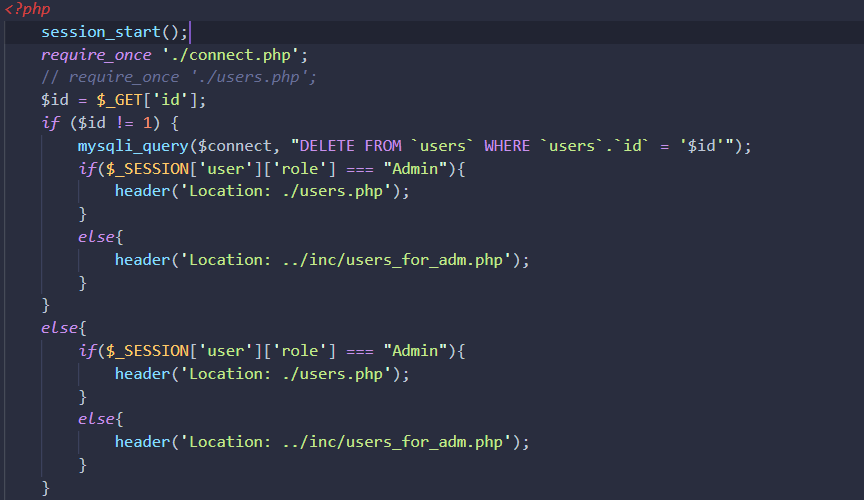 <?php
session_start();
require_once './connect.php';
// require_once './users.php';
$id = $_GET['id'];
if ($id != 1) {
mysqli_query($connect, "DELETE FROM `users` WHERE `users`.`id` = '$id'");
if($_SESSION['user']['role'] === "Admin"){
header('Location: ./users.php');
}
else{
header('Location: ../inc/users_for_adm.php');
}
}
else{
if($_SESSION['user']['role'] === "Admin"){
header('Location: ./users.php');
}
else{
header('Location: ../inc/users_for_adm.php');
}
}